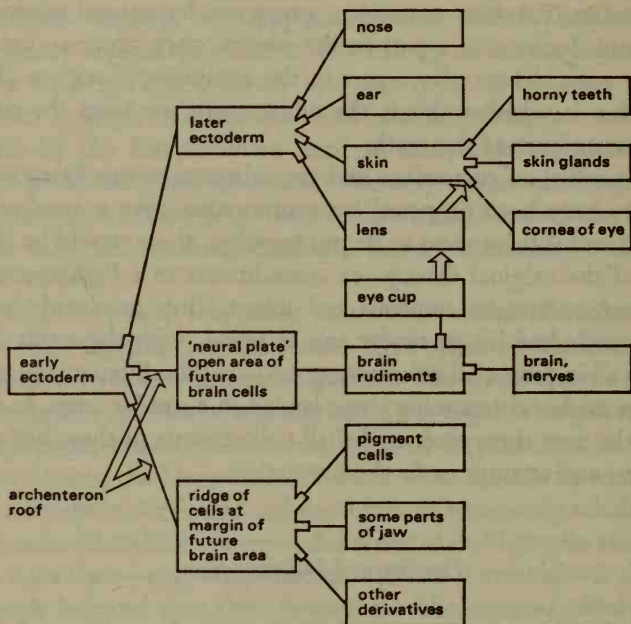 nose
ear
horny teeth
later
ectoderm
skin
skin glands
lens
cornea of eye
eye cup
early
ectoderm
'neural plate'
open area of
future
brain cells
brain
rudiments
brain,
nerves
archenteron
roof
ridge of
cells at
margin of
future
brain area
pigment
cells
some parts
of jaw
other
derivatives